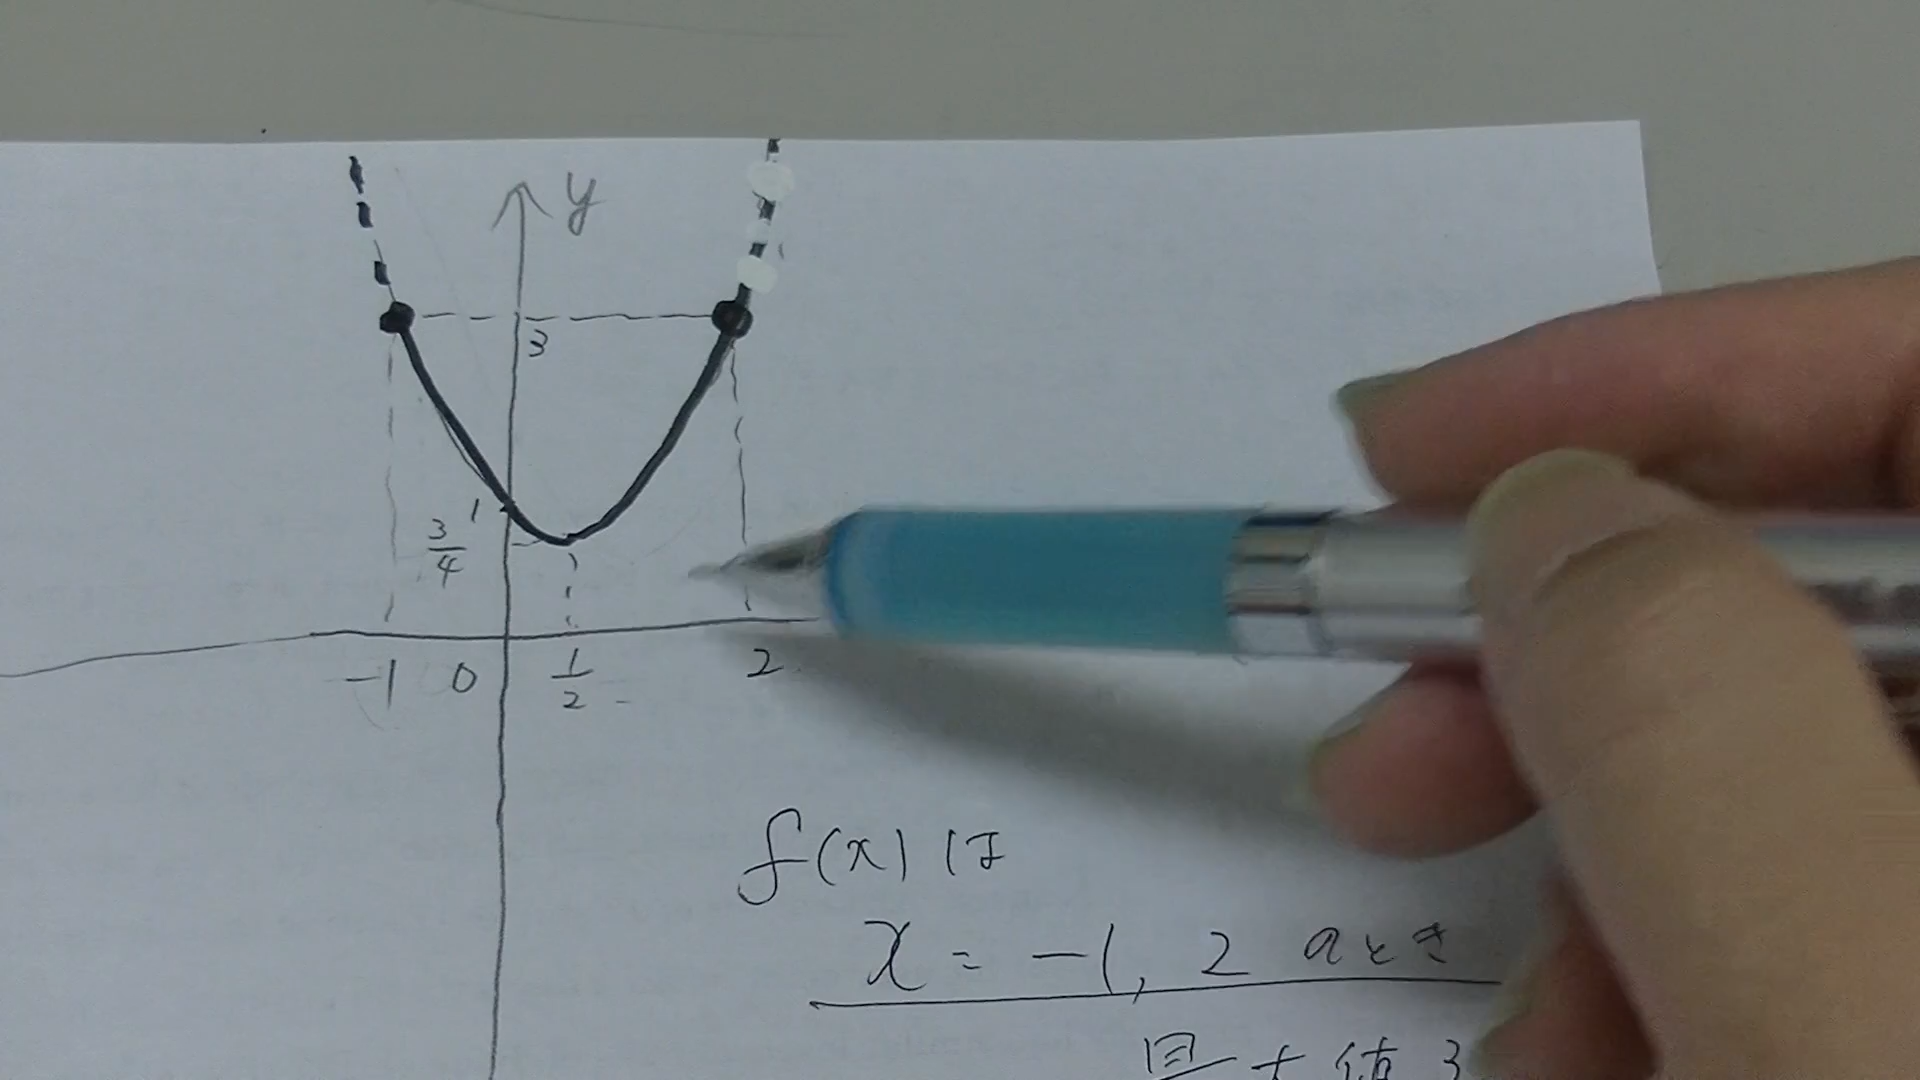 y
3
1
3/4
-1 0 1/2 2
f(x)は
x = -1, 2 のとき
最大値 3